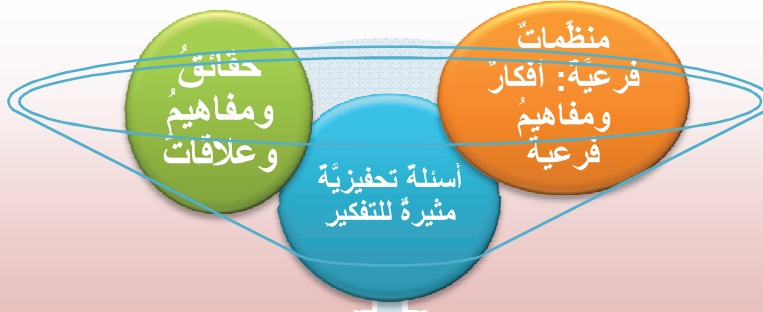 منظِّماتٌ
فرعيَّة: أفكارٌ
ومفاهيمُ
فرعية
حقائقُ
ومفاهيمُ
وعلاقات
أسئلة تحفيزيَّة
مثيرةٌ للتفكير